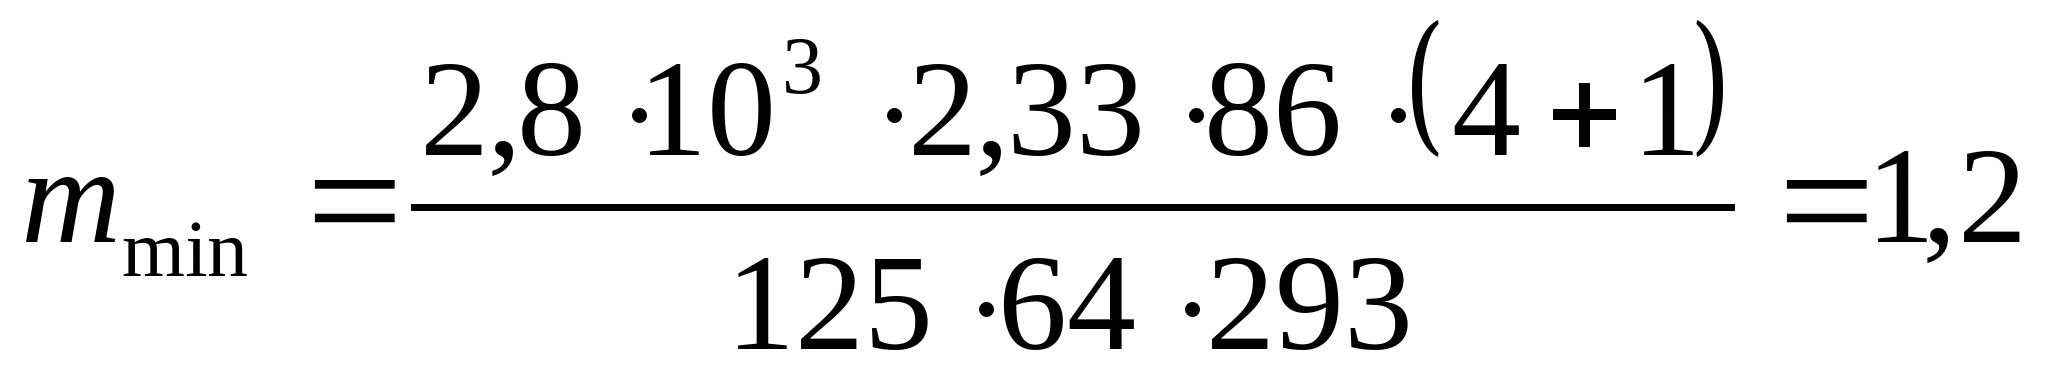 m_min = (2,8 · 10^3 · 2,33 · 86 · (4 + 1)) / (125 · 64 · 293) = 1,2